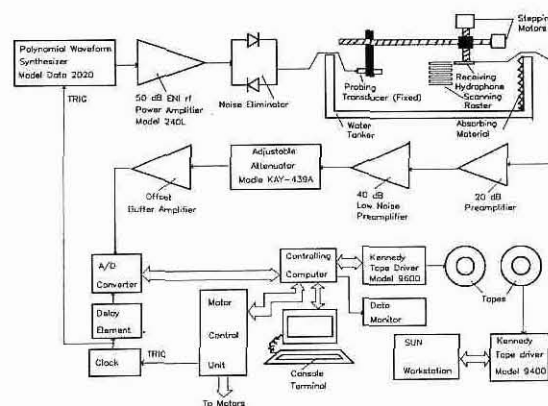 Polynomial Waveform
Synthesizer
Model Data 2020
TRIG
50 dB ENI rf
Power Amplifier
Model 240L
Noise Eliminator
Water
Tanker
Probing
Transducer (Fixed)
Stepping
Motors
Receiving
Hydrophone
Scanning
Raster
Absorbing
Material
Offset
Buffer Amplifier
Adjustable
Attenuator
Modle KAY-439A
40 dB
Low Noise
Preamplifier
20 dB
Preamplifier
A/D
Converter
Delay
Element
Clock
TRIG
Motor
Control
Unit
To Motors
Controlling
Computer
Console
Terminal
Kennedy
Tape Driver
Model 9600
Data
Monitor
Tapes
SUN
Workstation
Kennedy
Tape driver
Model 9400